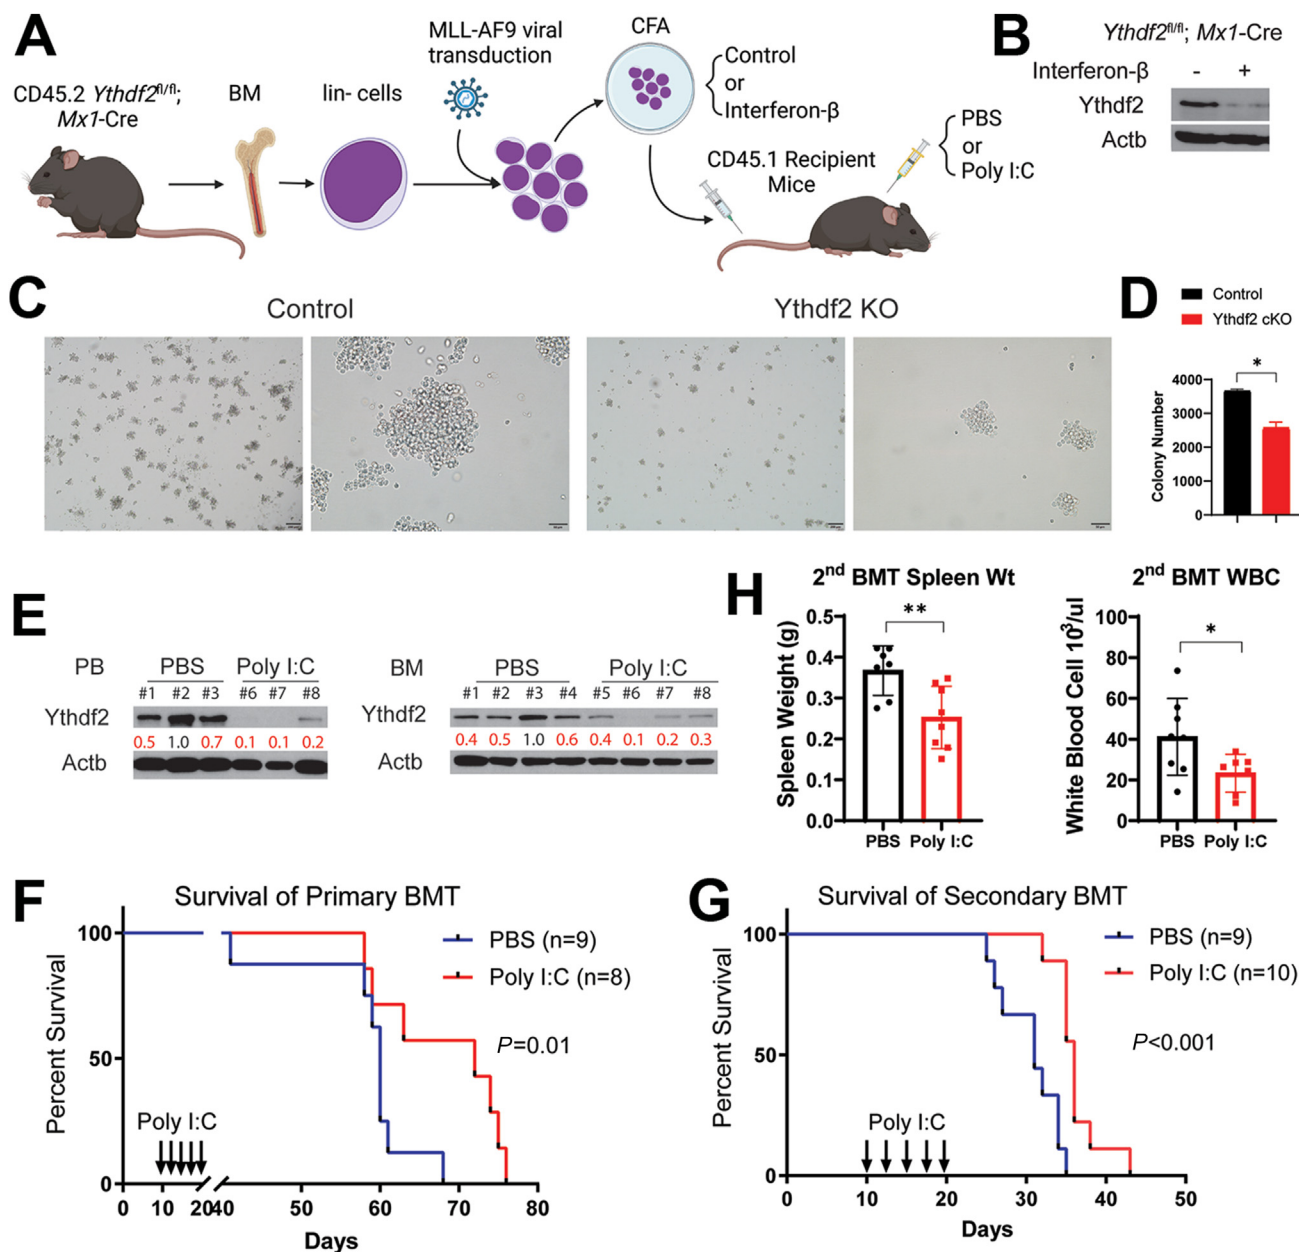 A
CD45.2 Ythdf2fl/fl;
Mx1-Cre
BM
lin- cells
MLL-AF9 viral
transduction
CFA
Control
or
Interferon-β
CD45.1 Recipient
Mice
PBS
or
Poly I:C
B
Ythdf2fl/fl; Mx1-Cre
Interferon-β - +
Ythdf2
Actb
C
Control
Ythdf2 KO
D
Control
Ythdf2 cKO
*
Colony Number
4000
3000
2000
1000
0
E
PB PBS Poly I:C
#1 #2 #3 #6 #7 #8
Ythdf2
0.5 1.0 0.7 0.1 0.1 0.2
Actb
BM PBS Poly I:C
#1 #2 #3 #4 #5 #6 #7 #8
Ythdf2
0.4 0.5 1.0 0.6 0.4 0.1 0.2 0.3
Actb
H
2nd BMT Spleen Wt
**
Spleen Weight (g)
0.5
0.4
0.3
0.2
0.1
0.0
PBS Poly I:C
2nd BMT WBC
*
White Blood Cell 10³/ul
100
80
60
40
20
0
PBS Poly I:C
F
Survival of Primary BMT
PBS (n=9)
Poly I:C (n=8)
P=0.01
Percent Survival
100
50
0
Poly I:C
0 10 20 40 50 60 70 80
Days
G
Survival of Secondary BMT
PBS (n=9)
Poly I:C (n=10)
P<0.001
Percent Survival
100
50
0
Poly I:C
0 10 20 30 40 50
Days